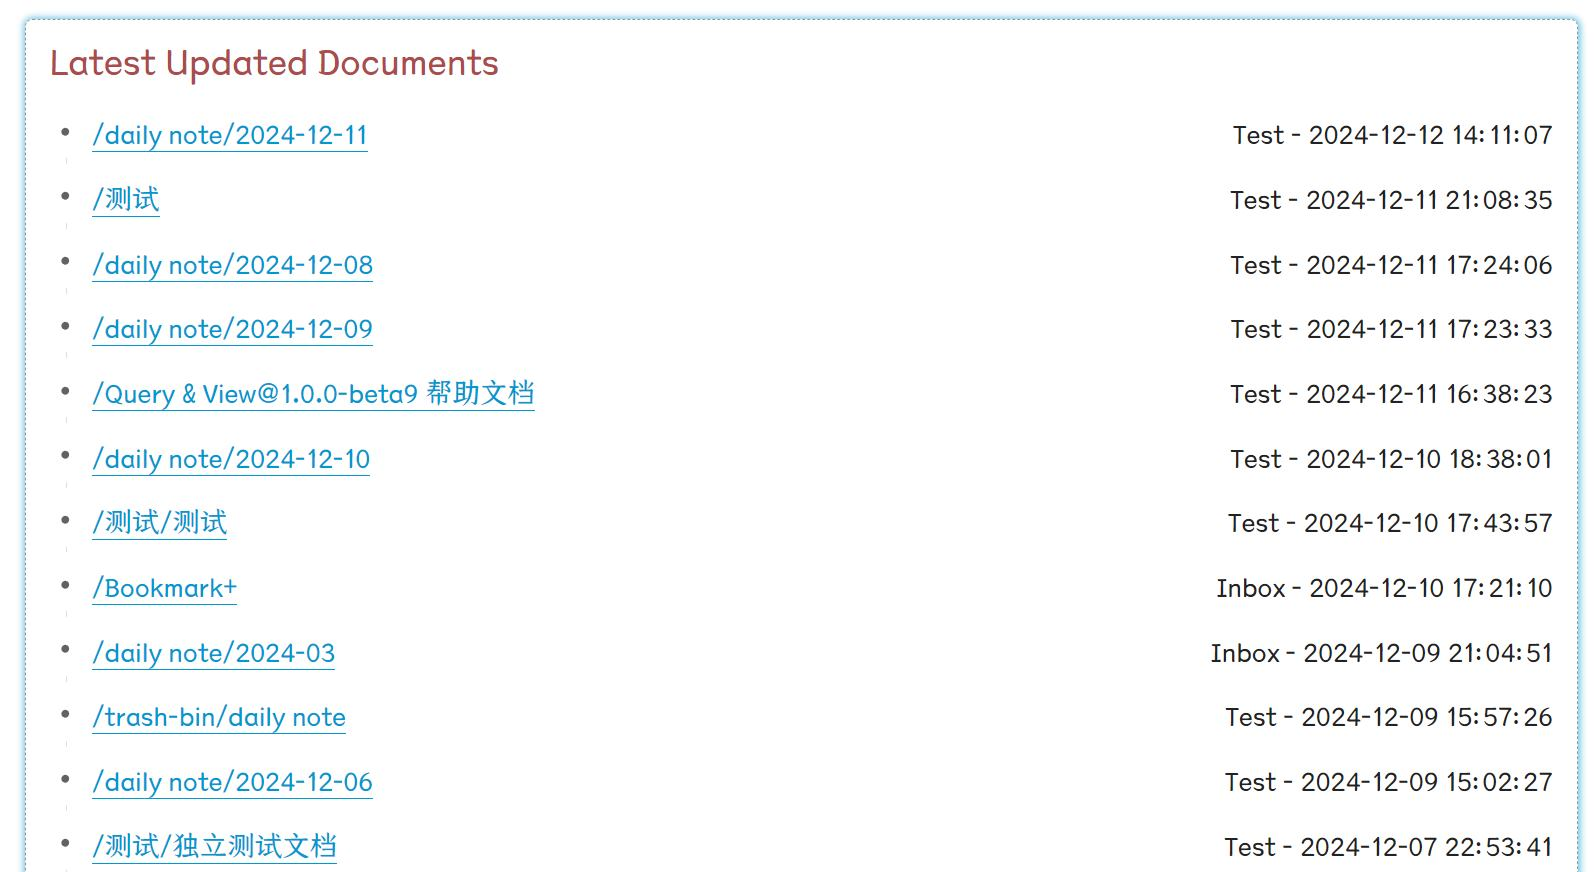 Latest Updated Documents
/daily note/2024-12-11 Test - 2024-12-12 14:11:07
/测试 Test - 2024-12-11 21:08:35
/daily note/2024-12-08 Test - 2024-12-11 17:24:06
/daily note/2024-12-09 Test - 2024-12-11 17:23:33
/Query & View@1.0.0-beta9 帮助文档 Test - 2024-12-11 16:38:23
/daily note/2024-12-10 Test - 2024-12-10 18:38:01
/测试/测试 Test - 2024-12-10 17:43:57
/Bookmark+ Inbox - 2024-12-10 17:21:10
/daily note/2024-03 Inbox - 2024-12-09 21:04:51
/trash-bin/daily note Test - 2024-12-09 15:57:26
/daily note/2024-12-06 Test - 2024-12-09 15:02:27
/测试/独立测试文档 Test - 2024-12-07 22:53:41